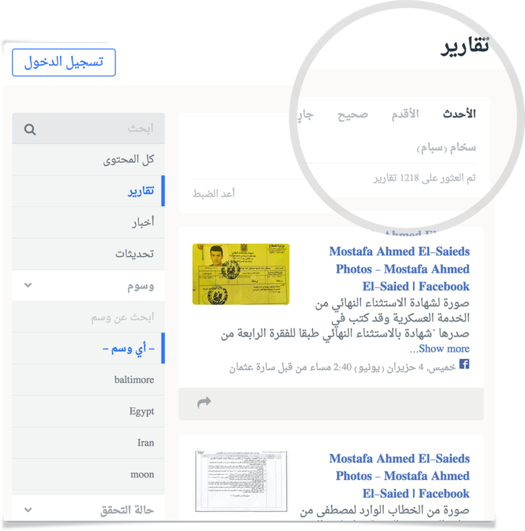 تقارير
تسجيل الدخول
الأحدث الأقدم صحيح جارٍ
سخام (سبام)
تم العثور على 1218 تقارير
أعد الضبط
ابحث
كل المحتوى
تقارير
أخبار
تحديثات
وسوم
ابحث عن وسم
– أي وسم –
baltimore
Egypt
Iran
moon
حالة التحقق
Mostafa Ahmed El-Saieds
Photos – Mostafa Ahmed
El-Saied | Facebook
صورة لشهادة الاستثناء النهائي من
الخدمة العسكرية وقد كتب في
صدرها "شهادة بالاستثناء النهائي طبقا للفقرة الرابعة من
...Show more
خميس، 4 حزيران (يونيو) 2:40 مساء من قبل سارة عثمان
Mostafa Ahmed El-Saieds
Photos – Mostafa Ahmed
El-Saied | Facebook
صورة من الخطاب الوارد لمصطفي من